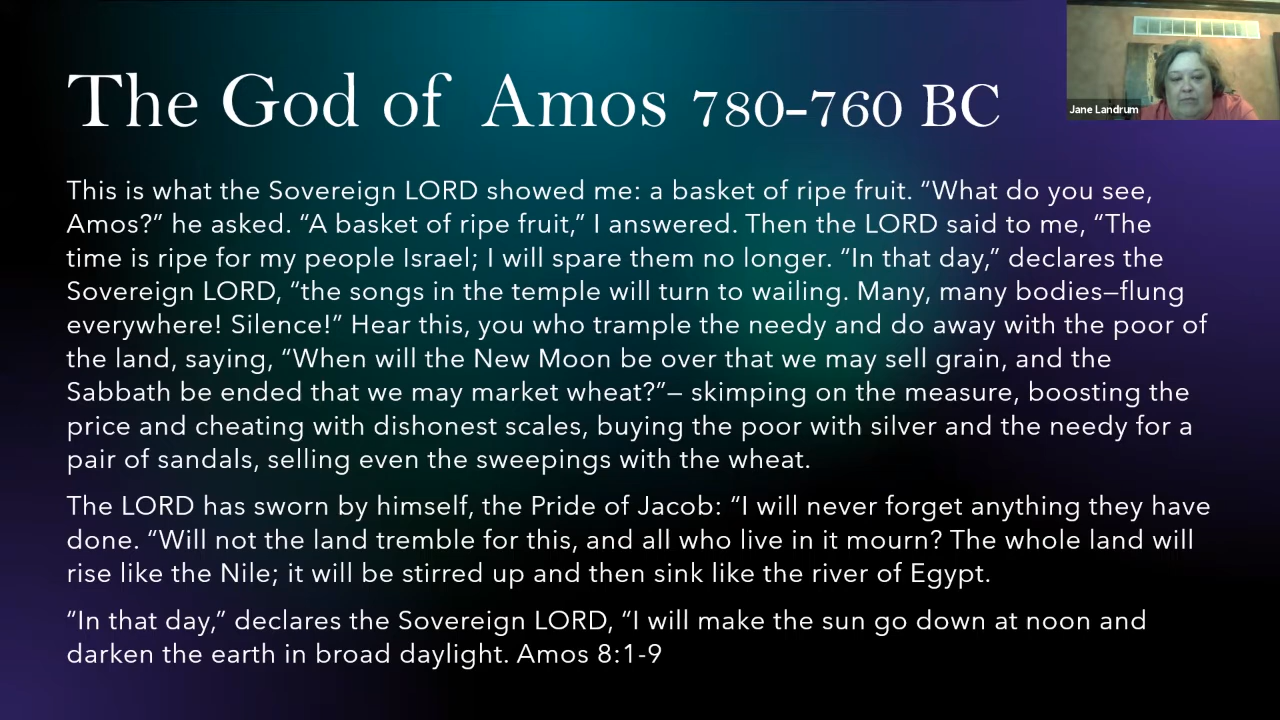 The God of Amos 780-760 BC
Jane Landrum
This is what the Sovereign LORD showed me: a basket of ripe fruit. “What do you see,
Amos?” he asked. “A basket of ripe fruit,” I answered. Then the LORD said to me, “The
time is ripe for my people Israel; I will spare them no longer. “In that day,” declares the
Sovereign LORD, “the songs in the temple will turn to wailing. Many, many bodies—flung
everywhere! Silence!” Hear this, you who trample the needy and do away with the poor of
the land, saying, “When will the New Moon be over that we may sell grain, and the
Sabbath be ended that we may market wheat?”— skimping on the measure, boosting the
price and cheating with dishonest scales, buying the poor with silver and the needy for a
pair of sandals, selling even the sweepings with the wheat.
The LORD has sworn by himself, the Pride of Jacob: “I will never forget anything they have
done. “Will not the land tremble for this, and all who live in it mourn? The whole land will
rise like the Nile; it will be stirred up and then sink like the river of Egypt.
“In that day,” declares the Sovereign LORD, “I will make the sun go down at noon and
darken the earth in broad daylight. Amos 8:1-9